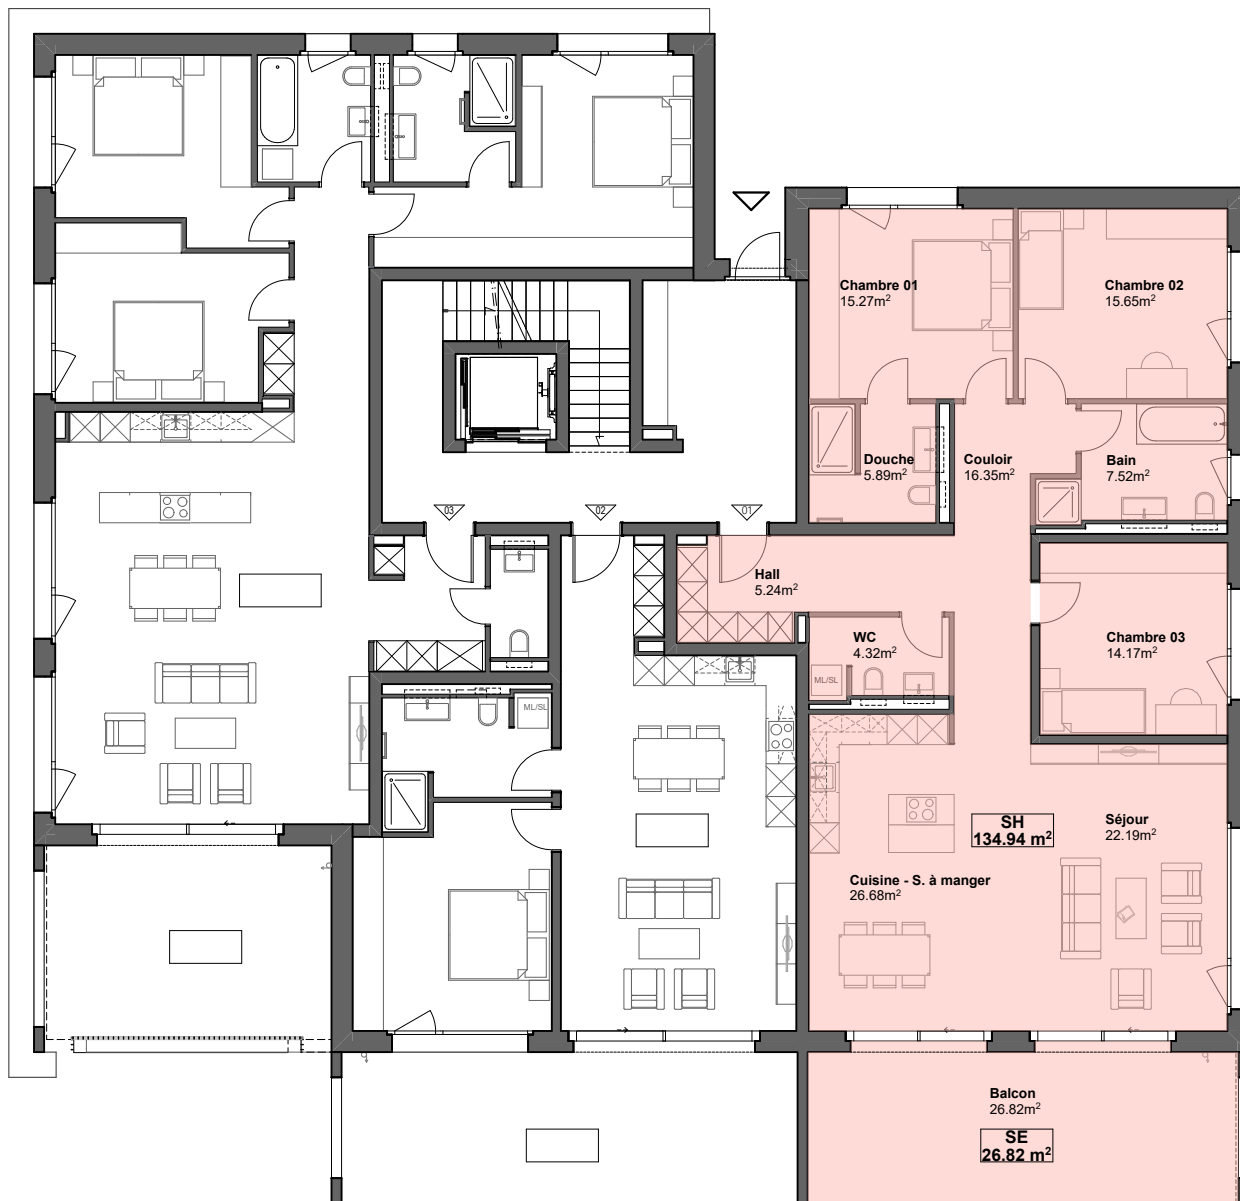 Chambre 01
15.27m²
Chambre 02
15.65m²
Douche
5.89m²
Couloir
16.35m²
Bain
7.52m²
03
02
01
Hall
5.24m²
WC
4.32m²
Chambre 03
14.17m²
ML/SL
ML/SL
SH
134.94 m²
Séjour
22.19m²
Cuisine - S. à manger
26.68m²
Balcon
26.82m²
SE
26.82 m²